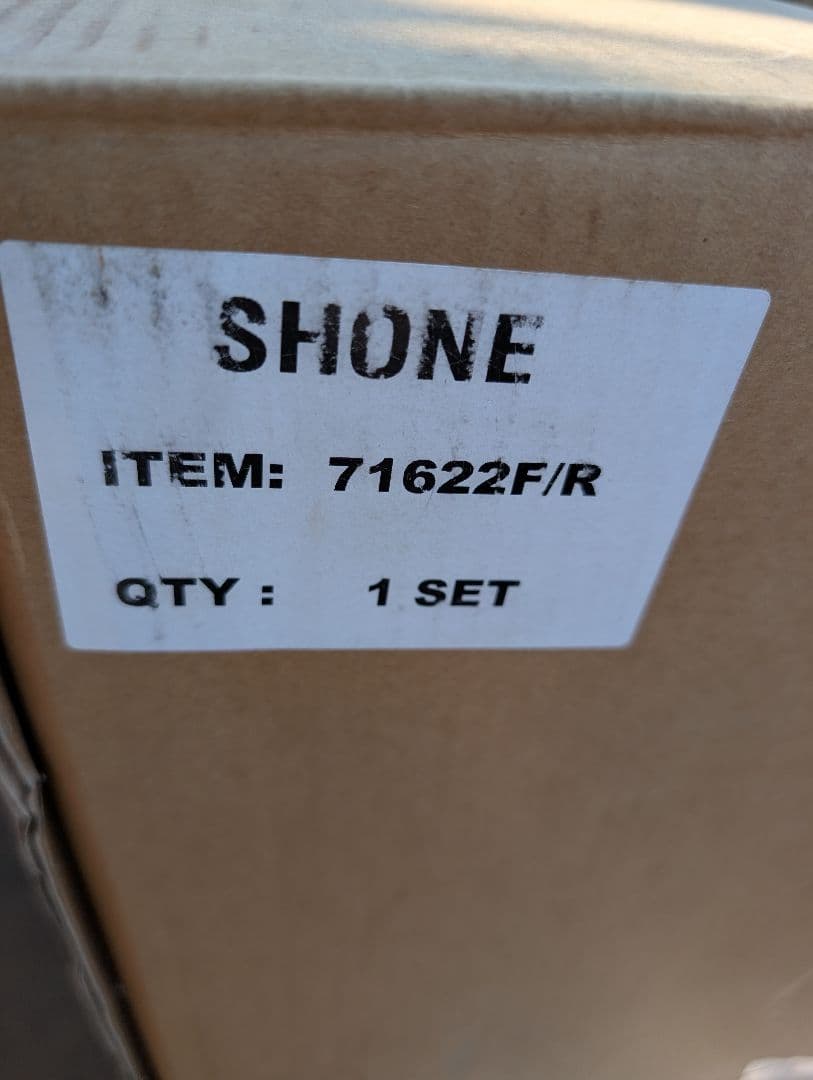 SHONE
ITEM: 71622F/R
QTY : 1 SET